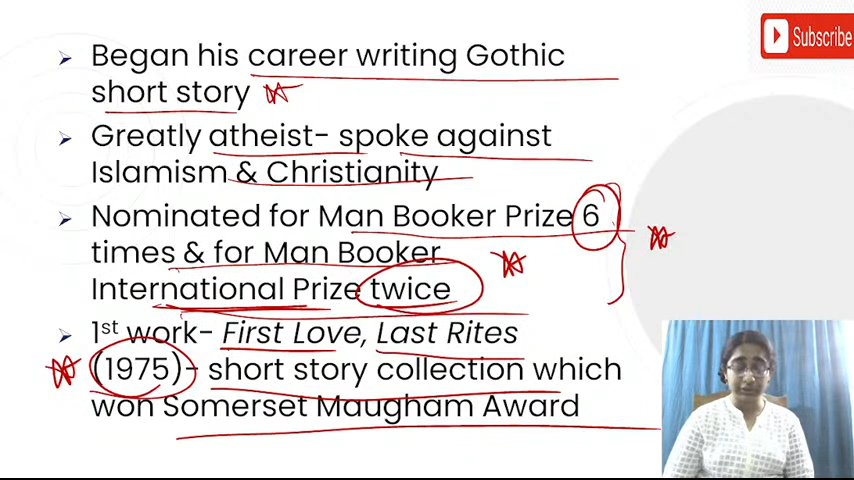 Subscribe
Began his career writing Gothic
short story
Greatly atheist- spoke against
Islamism & Christianity
Nominated for Man Booker Prize 6
times & for Man Booker
International Prize twice
1st work- First Love, Last Rites
(1975)- short story collection which
won Somerset Maugham Award